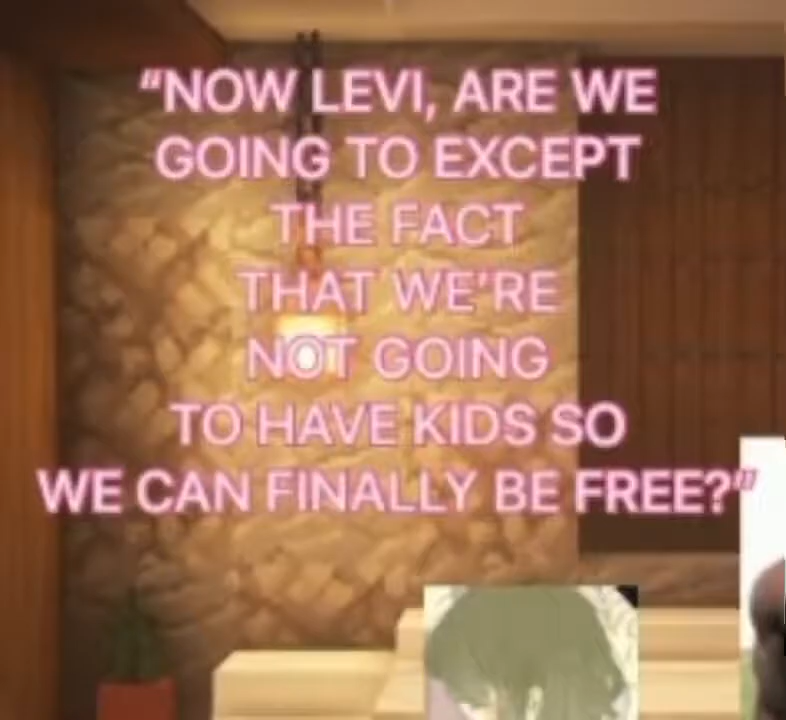 “NOW LEVI, ARE WE
GOING TO EXCEPT
THE FACT
THAT WE'RE
NOT GOING
TO HAVE KIDS SO
WE CAN FINALLY BE FREE?”